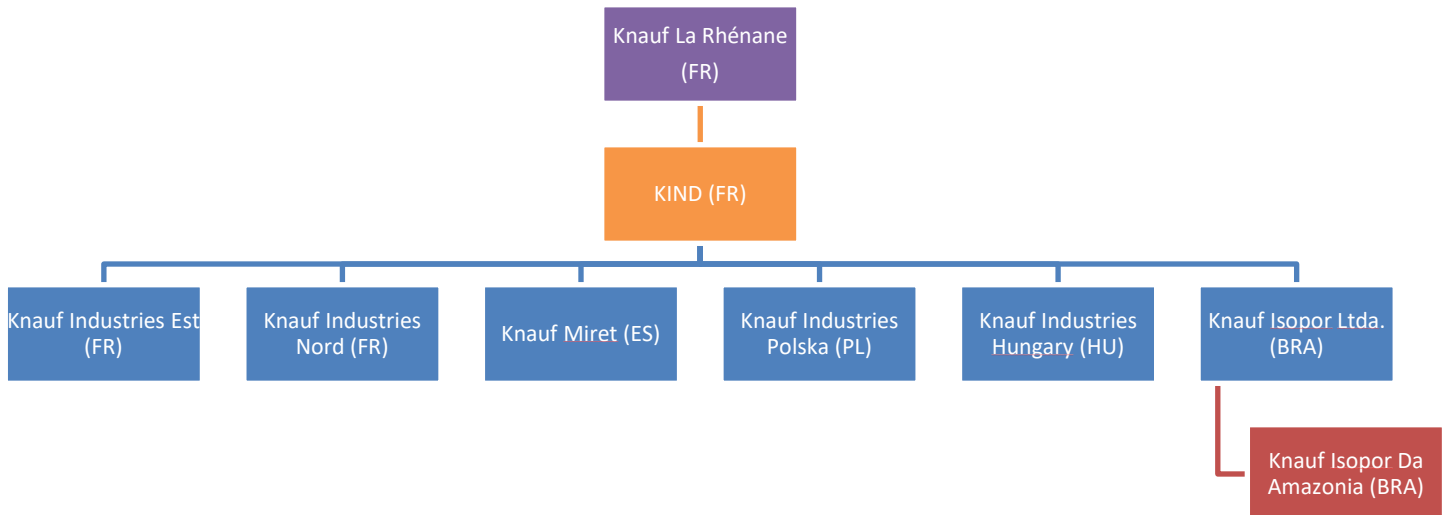 Knauf La Rhénane
(FR)
KIND (FR)
Knauf Industries Est
(FR)
Knauf Industries
Nord (FR)
Knauf Miret (ES)
Knauf Industries
Polska (PL)
Knauf Industries
Hungary (HU)
Knauf Isopor Ltda.
(BRA)
Knauf Isopor Da
Amazonia (BRA)